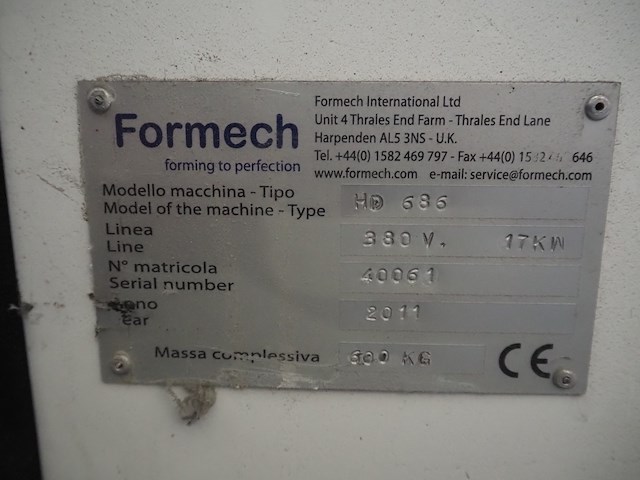 Formech
forming to perfection
Formech International Ltd
Unit 4 Thrales End Farm - Thrales End Lane
Harpenden AL5 3NS - U.K.
Tel. +44(0) 1582 469 797 - Fax +44(0) 646
www.formech.com e-mail: service@formech.com
Modello macchina - Tipo
Model of the machine - Type HD 686
Linea
Line 380 V. 17KW
N° matricola
Serial number 40061
2011
Massa complessiva KG CE